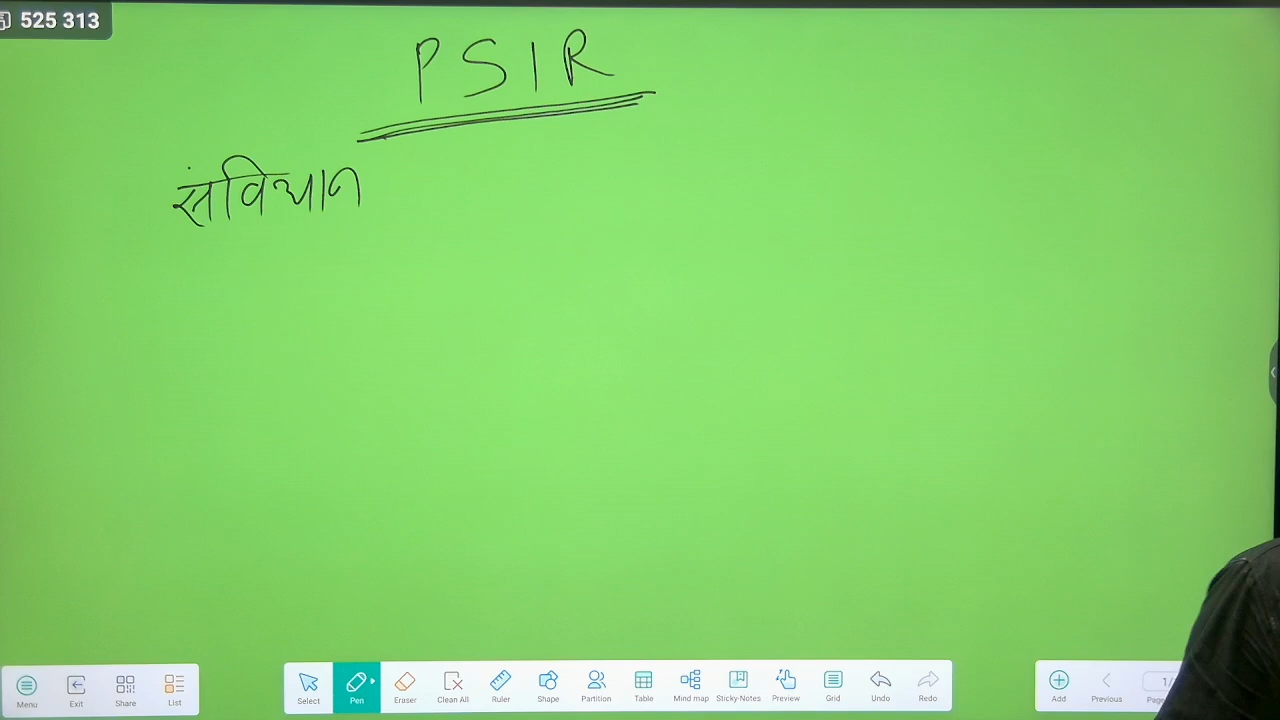 525 313
PSIR
संविधान
Menu
Exit
Share
List
Select
Pen
Eraser
Clean All
Ruler
Shape
Partition
Table
Mind map
Sticky-Notes
Preview
Grid
Undo
Redo
Add
Previous
1/